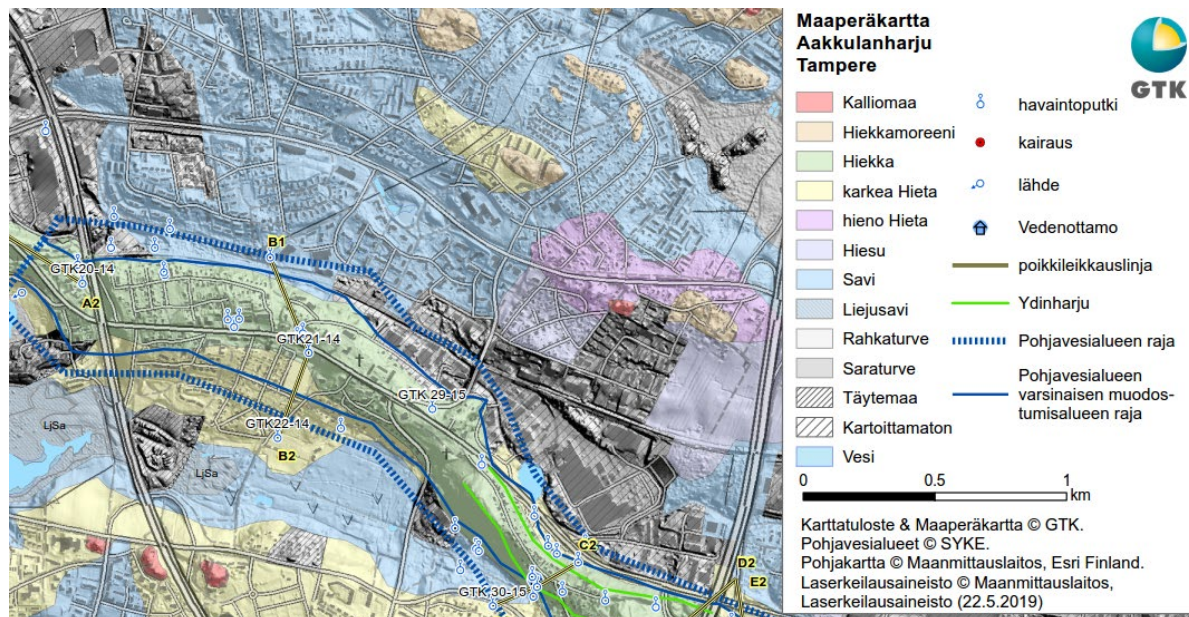 B1
GTK20-14
A2
GTK21-14
GTK 29-15
GTK22-14
B2
LjSa
LjSa
C2
D2
E2
GTK 30-15
Maaperäkartta
Aakkulanharju
Tampere
GTK
Kalliomaa
Hiekkamoreeni
Hiekka
karkea Hieta
hieno Hieta
Hiesu
Savi
Liejusavi
Rahkaturve
Saraturve
Täytemaa
Kartoittamaton
Vesi
havaintoputki
kairaus
lähde
Vedenottamo
poikkileikkauslinja
Ydinharju
Pohjavesialueen raja
Pohjavesialueen
varsinaisen muodos-
tumisalueen raja
0 0.5 1
km
Karttatuloste & Maaperäkartta © GTK.
Pohjavesialueet © SYKE.
Pohjakartta © Maanmittauslaitos, Esri Finland.
Laserkeilausaineisto © Maanmittauslaitos,
Laserkeilausaineisto (22.5.2019)